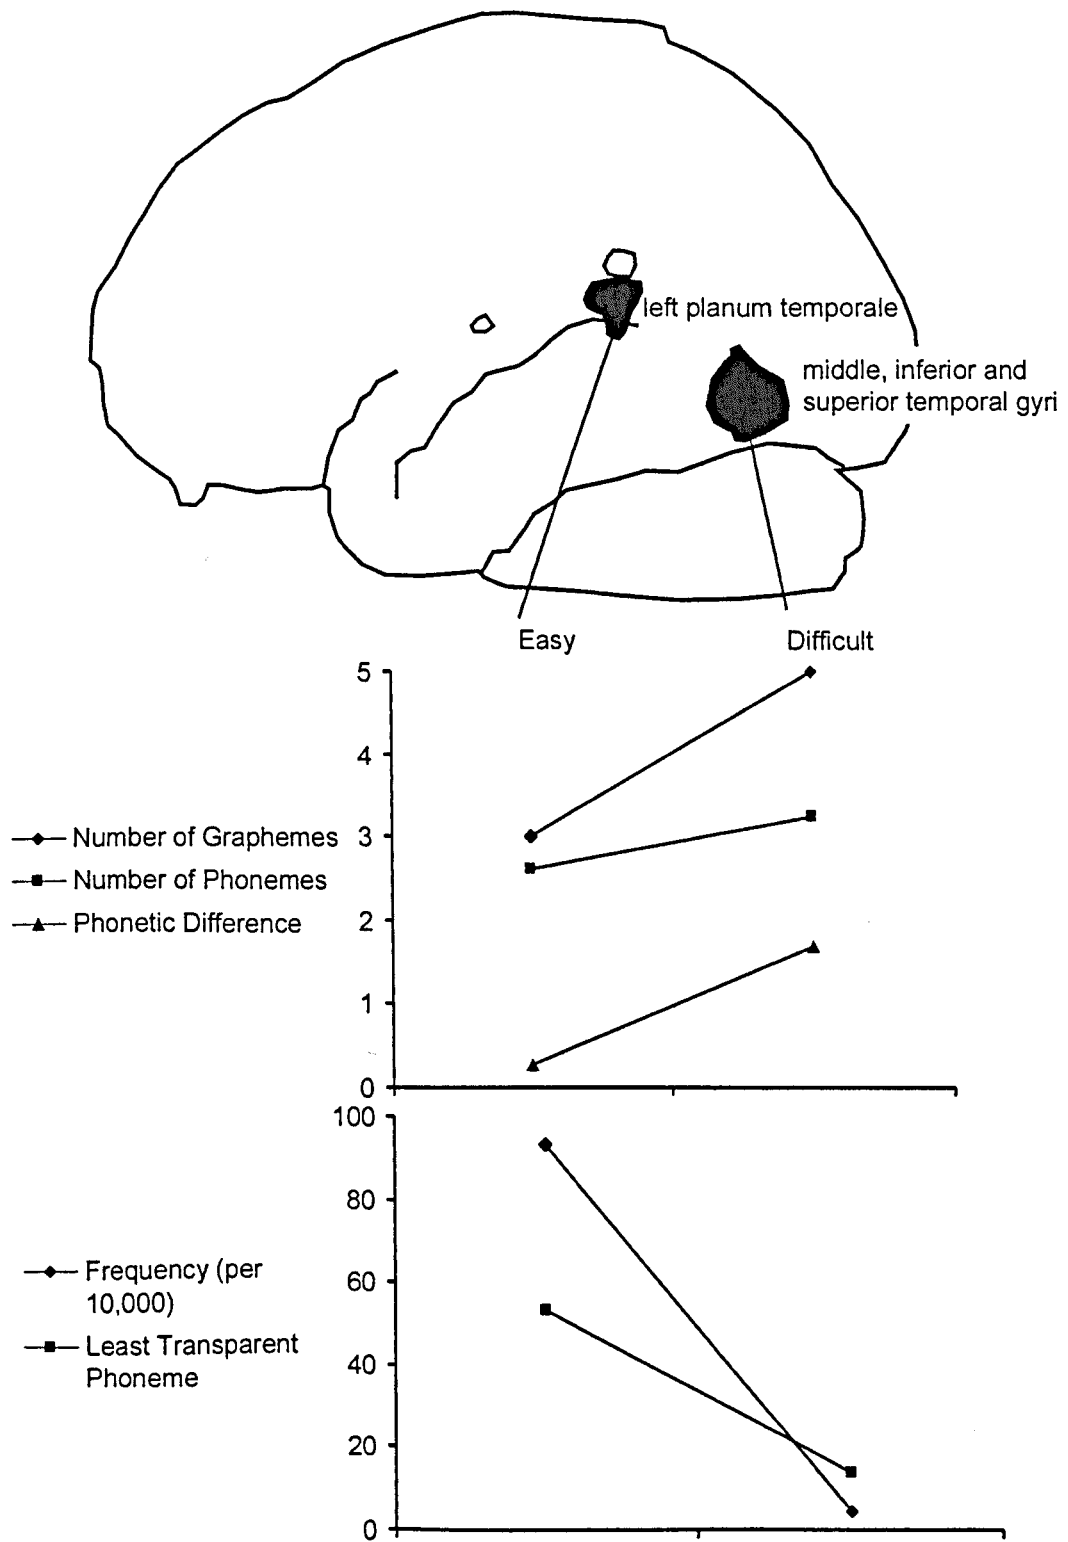 left planum temporale
middle, inferior and
superior temporal gyri
Easy
Difficult
5
4
3
2
1
0
Number of Graphemes
Number of Phonemes
Phonetic Difference
100
80
60
40
20
0
Frequency (per
10,000)
Least Transparent
Phoneme